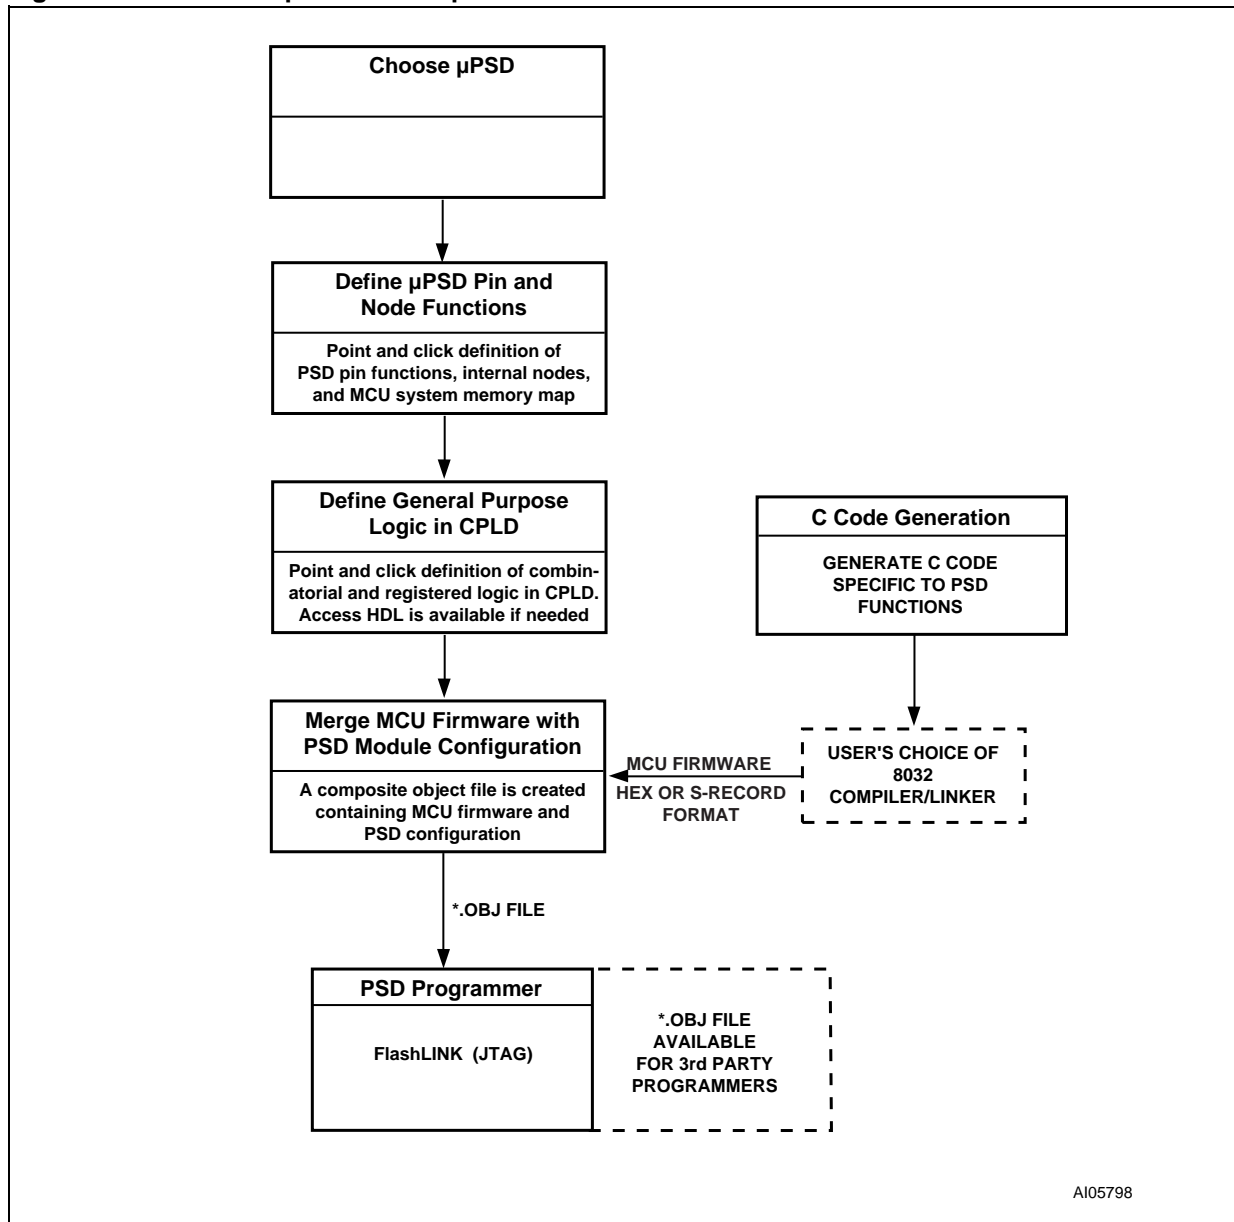 Choose µPSD
Define µPSD Pin and
Node Functions
Point and click definition of
PSD pin functions, internal nodes,
and MCU system memory map
Define General Purpose
Logic in CPLD
Point and click definition of combin-
atorial and registered logic in CPLD.
Access HDL is available if needed
C Code Generation
GENERATE C CODE
SPECIFIC TO PSD
FUNCTIONS
Merge MCU Firmware with
PSD Module Configuration
A composite object file is created
containing MCU firmware and
PSD configuration
MCU FIRMWARE
HEX OR S-RECORD
FORMAT
USER'S CHOICE OF
8032
COMPILER/LINKER
*.OBJ FILE
PSD Programmer
FlashLINK (JTAG)
*.OBJ FILE
AVAILABLE
FOR 3rd PARTY
PROGRAMMERS
AI05798